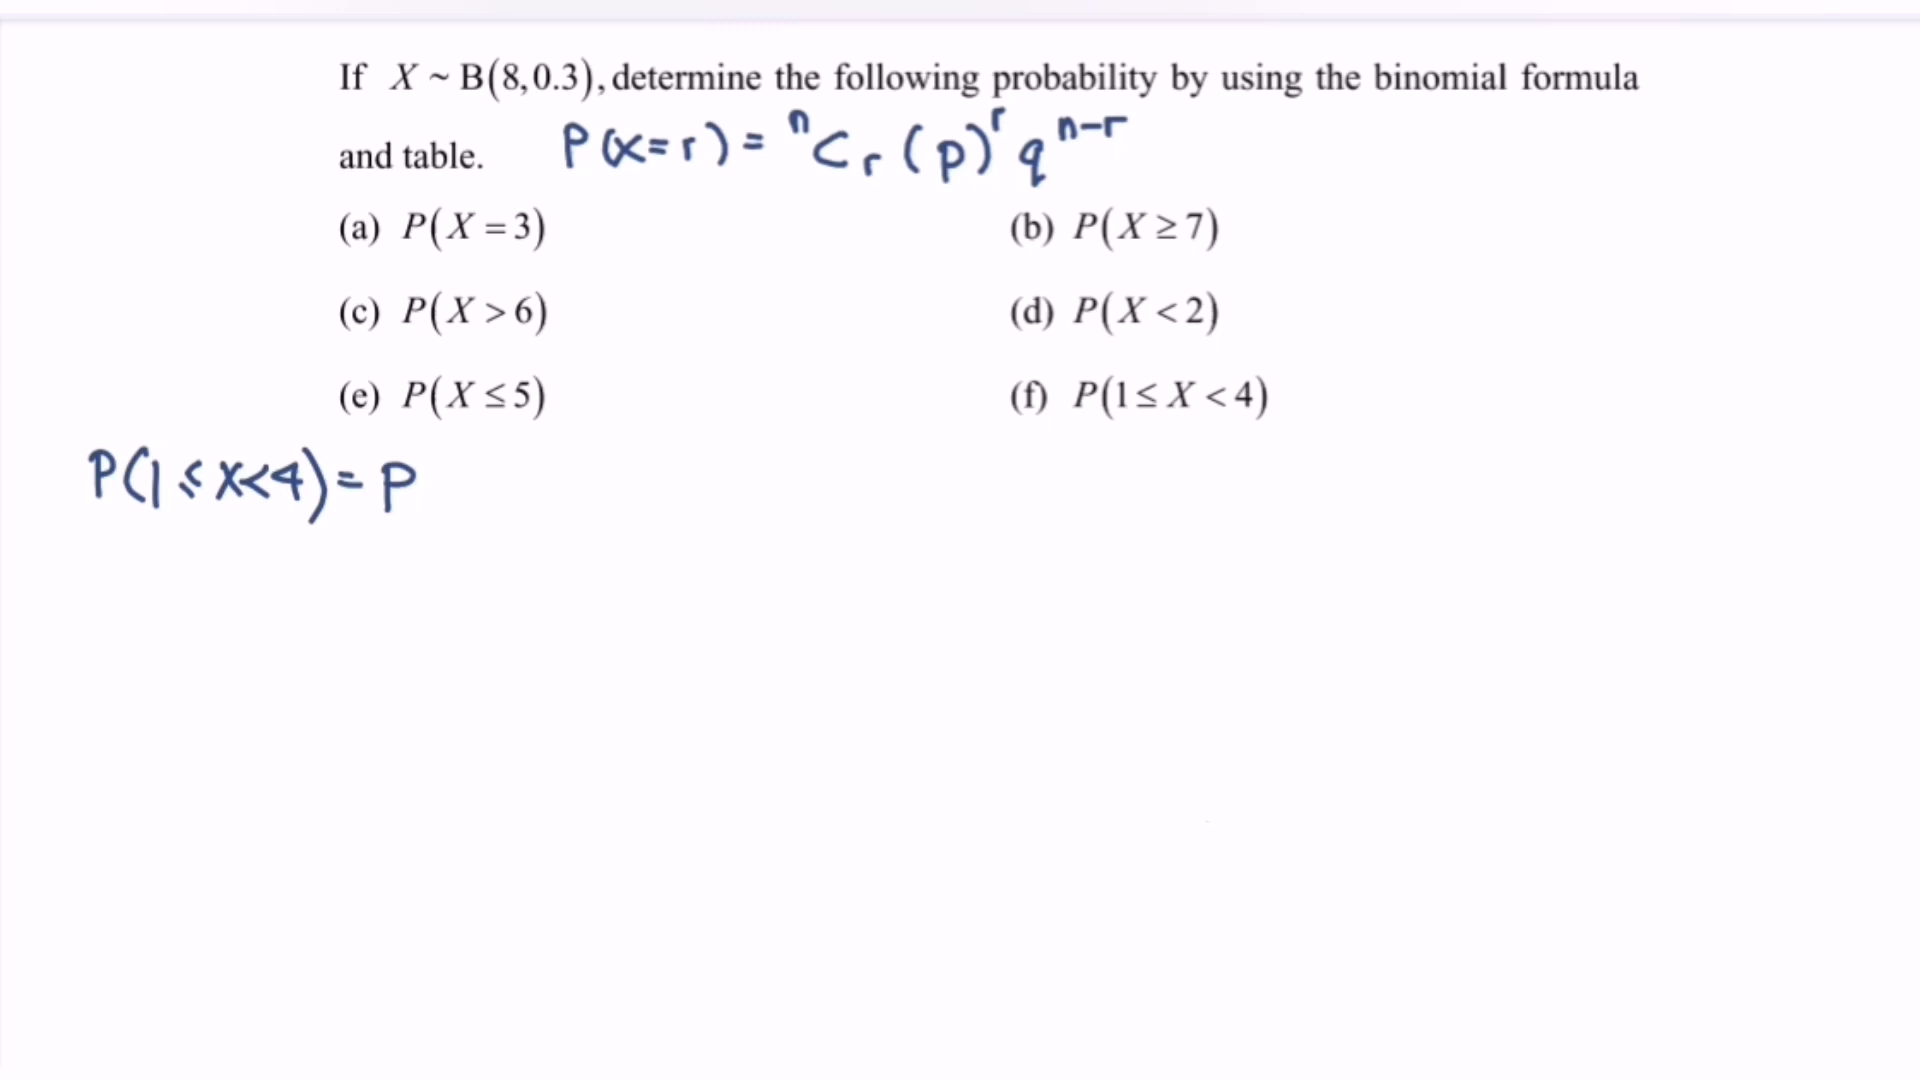 If X ~ B(8,0.3), determine the following probability by using the binomial formula
and table. P(x=r) = ⁿCᵣ (p)ʳ qⁿ⁻ʳ
(a) P(X = 3) (b) P(X ≥ 7)
(c) P(X > 6) (d) P(X < 2)
(e) P(X ≤ 5) (f) P(1 ≤ X < 4)
P(1 ≤ X < 4) = P